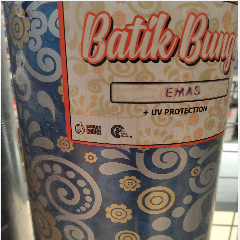 Batik Bung
EMAS
+ UV PROTECTION